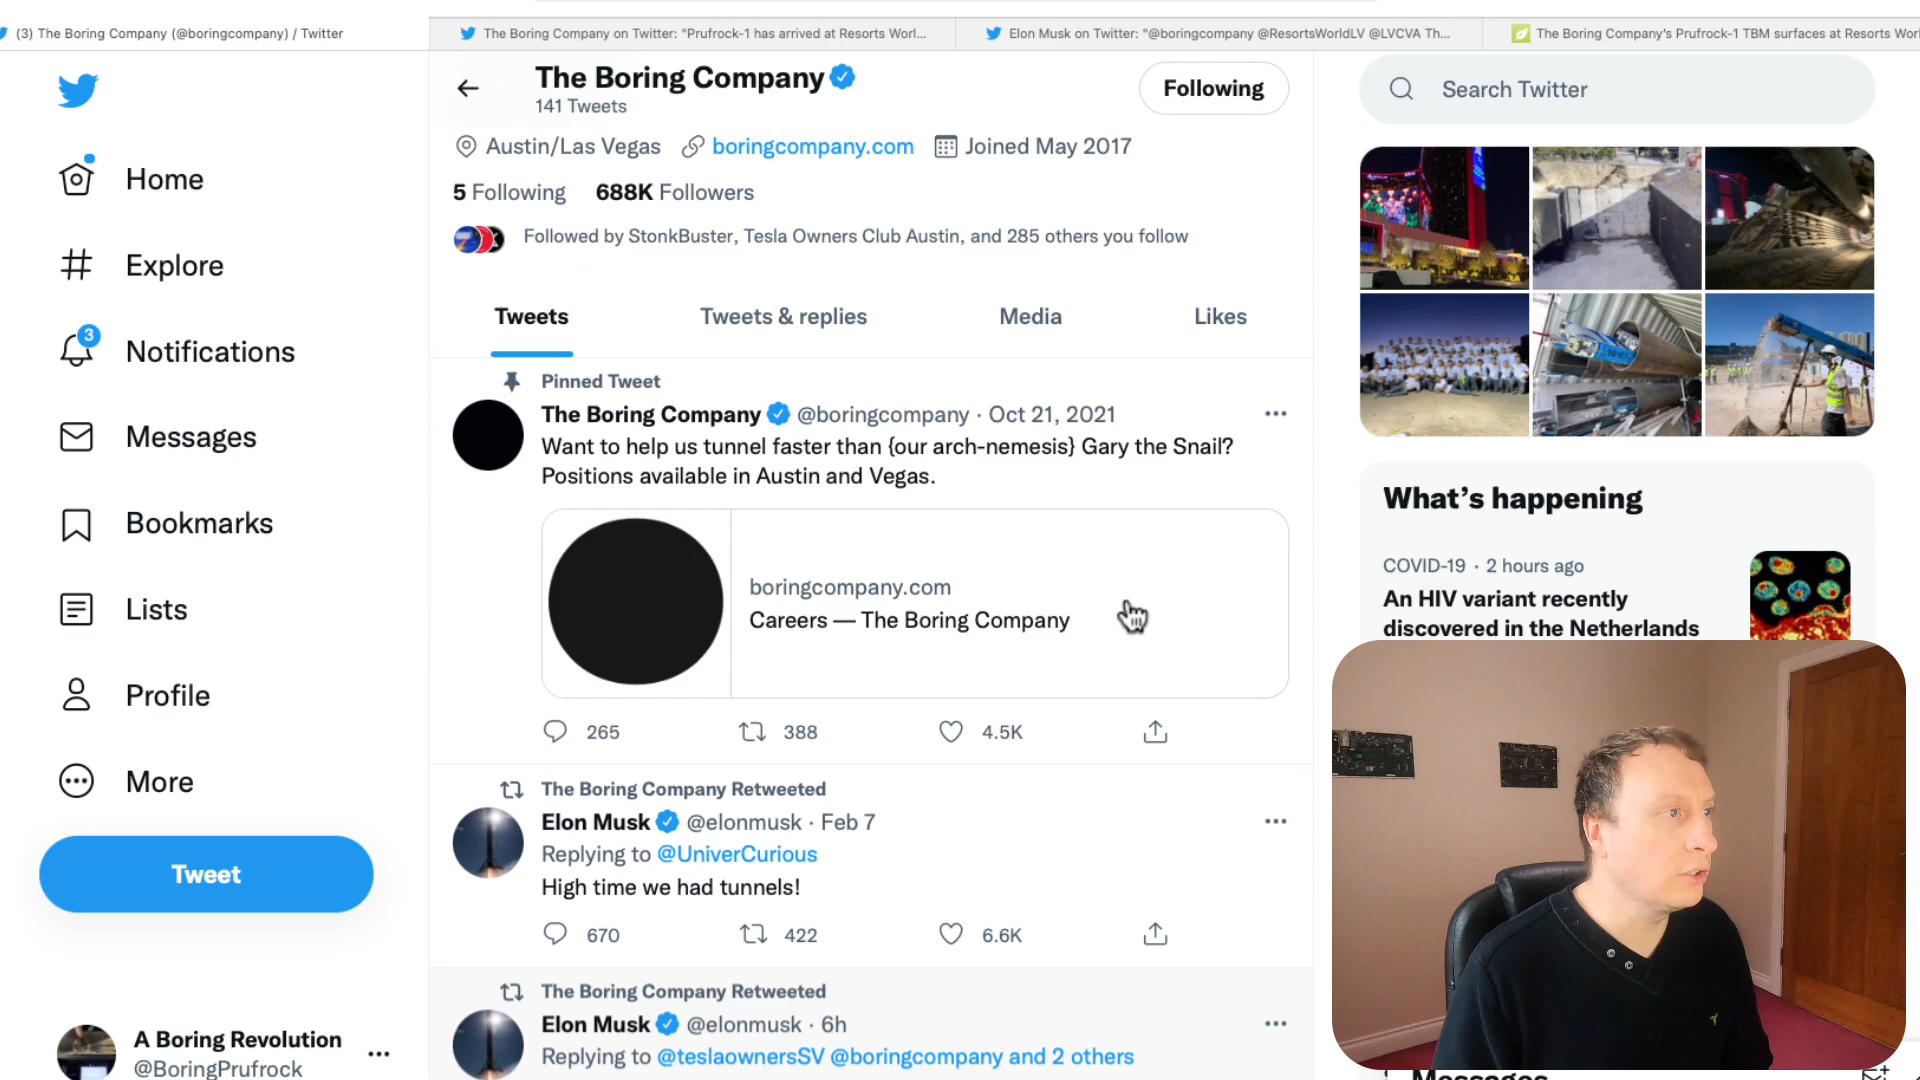 (3) The Boring Company (@boringcompany) / Twitter
The Boring Company on Twitter: "Prufrock-1 has arrived at Resorts Worl...
Elon Musk on Twitter: "@boringcompany @ResortsWorldLV @LVCVA Th...
The Boring Company's Prufrock-1 TBM surfaces at Resorts Worl
The Boring Company
141 Tweets
Following
Search Twitter
Austin/Las Vegas boringcompany.com Joined May 2017
5 Following 688K Followers
Followed by StonkBuster, Tesla Owners Club Austin, and 285 others you follow
Home
Explore
3
Notifications
Messages
Bookmarks
Lists
Profile
More
Tweet
A Boring Revolution
@BoringPrufrock
Tweets Tweets & replies Media Likes
Pinned Tweet
The Boring Company @boringcompany · Oct 21, 2021
Want to help us tunnel faster than {our arch-nemesis} Gary the Snail?
Positions available in Austin and Vegas.
boringcompany.com
Careers — The Boring Company
265 388 4.5K
The Boring Company Retweeted
Elon Musk @elonmusk · Feb 7
Replying to @UniverCurious
High time we had tunnels!
670 422 6.6K
The Boring Company Retweeted
Elon Musk @elonmusk · 6h
Replying to @teslaownersSV @boringcompany and 2 others
What's happening
COVID-19 · 2 hours ago
An HIV variant recently
discovered in the Netherlands
Messages